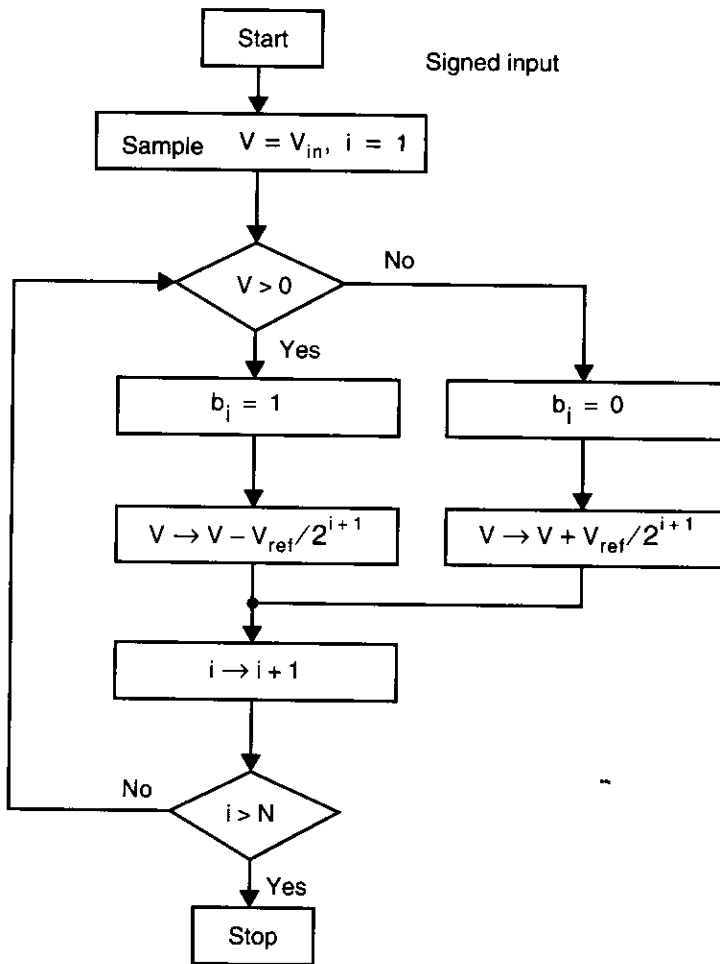 Start
Signed input
Sample V = V_in, i = 1
V > 0
No
Yes
b_i = 1
b_i = 0
V → V − V_ref/2^{i + 1}
V → V + V_ref/2^{i + 1}
i → i + 1
No
i > N
Yes
Stop